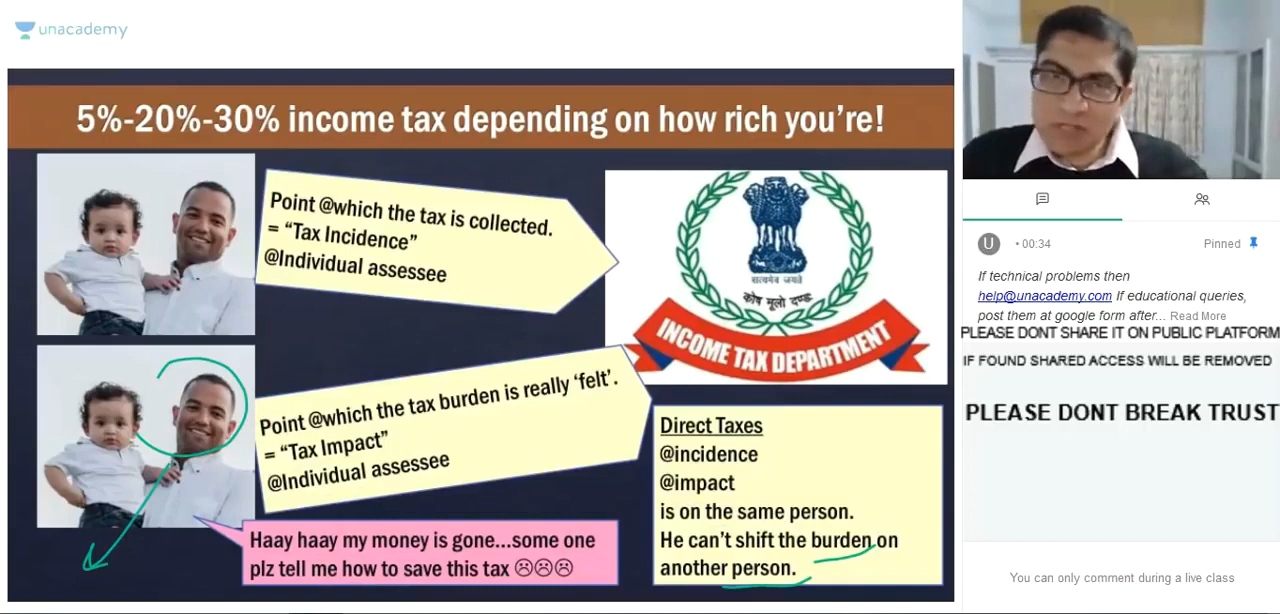 unacademy
5%-20%-30% income tax depending on how rich you're!
Point @which the tax is collected.
= “Tax Incidence”
@Individual assessee
सत्यमेव जयते
कोष मूलो दण्ड
INCOME TAX DEPARTMENT
Point @which the tax burden is really ‘felt’.
= “Tax Impact”
@Individual assessee
Haay haay my money is gone...some one
plz tell me how to save this tax ☹☹☹
Direct Taxes
@incidence
@impact
is on the same person.
He can't shift the burden on
another person.
U • 00:34 Pinned
If technical problems then
help@unacademy.com If educational queries,
post them at google form after... Read More
PLEASE DONT SHARE IT ON PUBLIC PLATFORM
IF FOUND SHARED ACCESS WILL BE REMOVED
PLEASE DONT BREAK TRUST
You can only comment during a live class